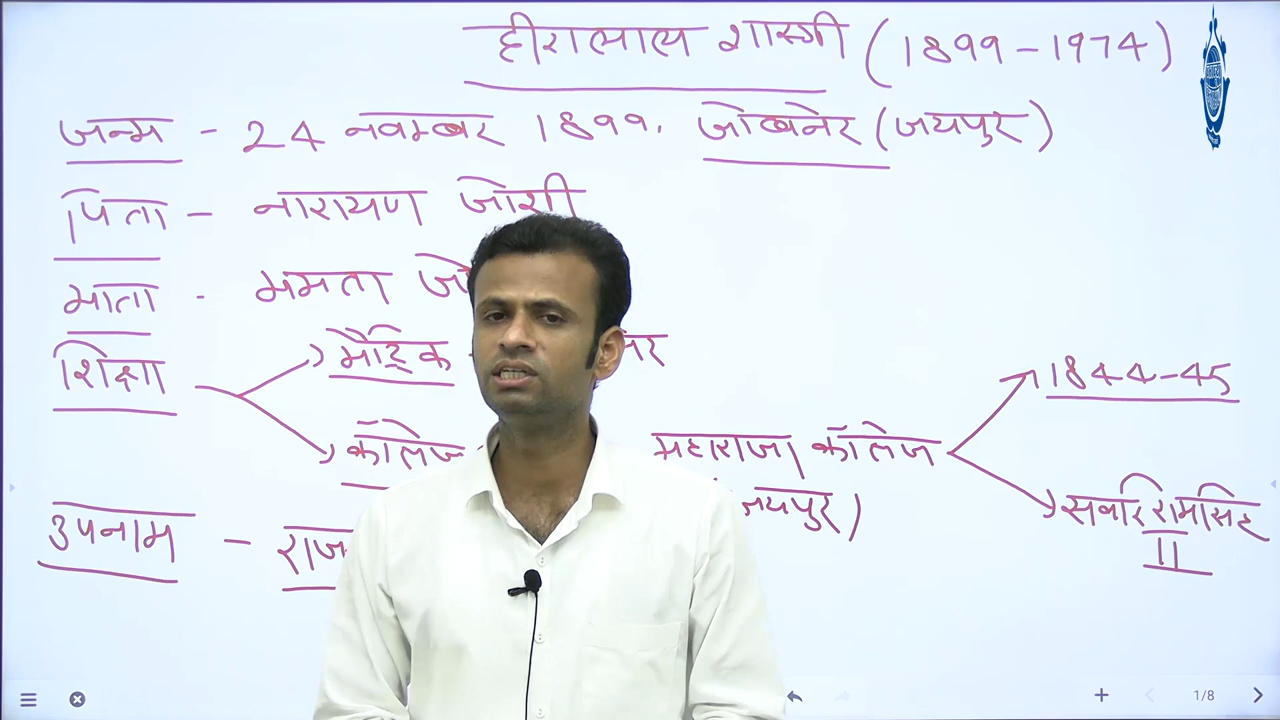 हीरालाल शास्त्री (1899-1974)
जन्म - 24 नवम्बर 1899, जोब्बनेर (जयपुर)
पिता - नारायण जोशी
माता - ममता
शिक्षा
मैट्रिक -
कॉलेज
महाराजा कॉलेज
जयपुर)
1844-45
सवाई रामसिंह
II
उपनाम - राज
1/8